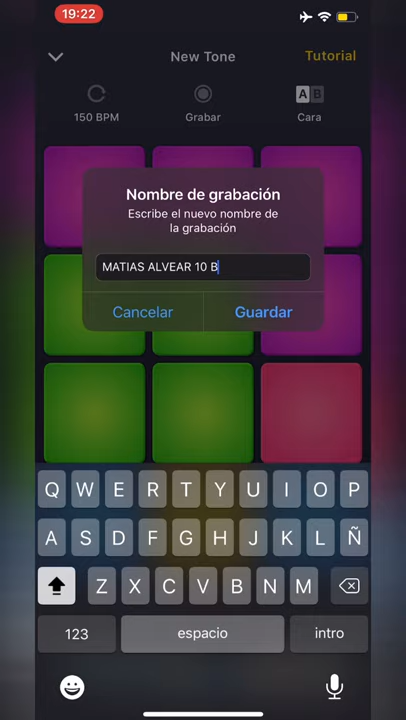 19:22
New Tone
Tutorial
150 BPM
Grabar
A B
Cara
Nombre de grabación
Escribe el nuevo nombre de
la grabación
MATIAS ALVEAR 10 B
Cancelar
Guardar
Q W E R T Y U I O P
A S D F G H J K L Ñ
Z X C V B N M
123
espacio
intro